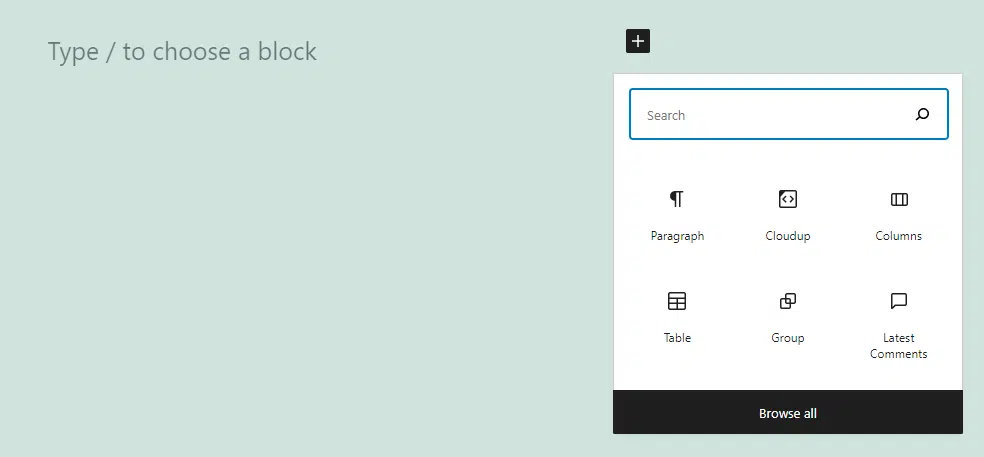 Type / to choose a block
Search
Paragraph
Cloudup
Columns
Table
Group
Latest
Comments
Browse all